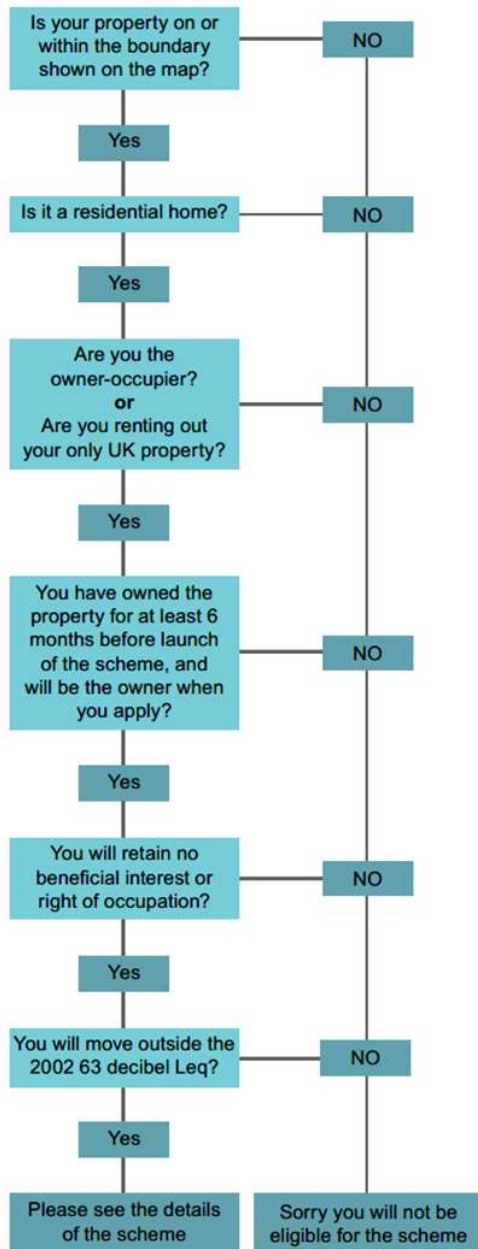 Is your property on or
within the boundary
shown on the map?
NO
Yes
Is it a residential home?
NO
Yes
Are you the
owner-occupier?
or
Are you renting out
your only UK property?
NO
Yes
You have owned the
property for at least 6
months before launch
of the scheme, and
will be the owner when
you apply?
NO
Yes
You will retain no
beneficial interest or
right of occupation?
NO
Yes
You will move outside the
2002 63 decibel Leq?
NO
Yes
Please see the details
of the scheme
Sorry you will not be
eligible for the scheme